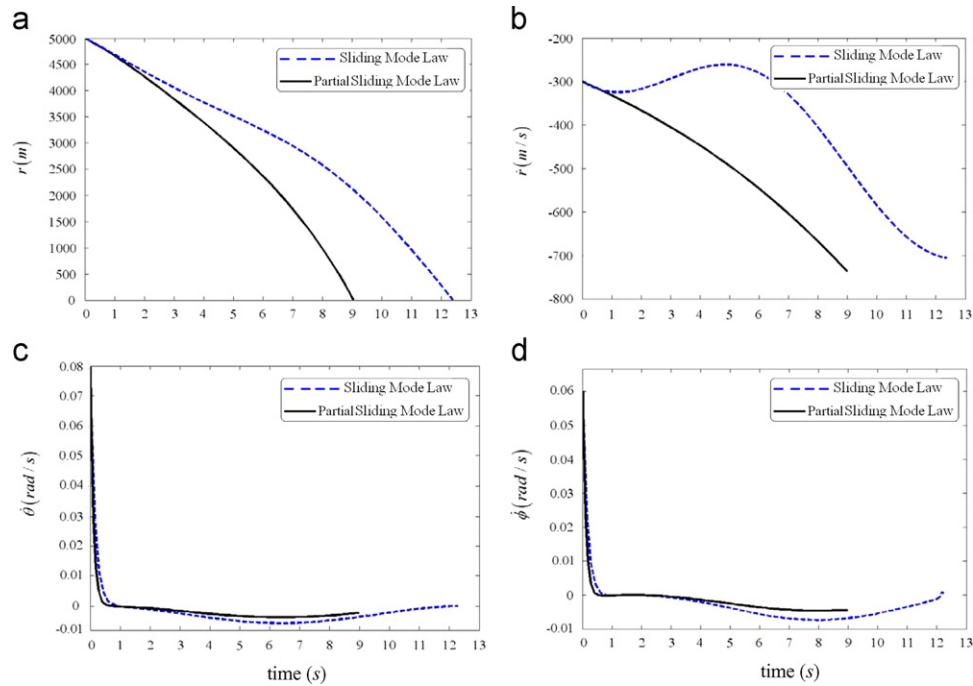 a
5000
4500
4000
3500
3000
2500
2000
1500
1000
500
0
r(m)
Sliding Mode Law
Partial Sliding Mode Law
0 1 2 3 4 5 6 7 8 9 10 11 12 13
b
-200
-300
-400
-500
-600
-700
-800
ṙ(m/s)
Sliding Mode Law
Partial Sliding Mode Law
0 1 2 3 4 5 6 7 8 9 10 11 12 13
c
0.08
0.07
0.06
0.05
0.04
0.03
0.02
0.01
0
-0.01
θ̇(rad/s)
Sliding Mode Law
Partial Sliding Mode Law
0 1 2 3 4 5 6 7 8 9 10 11 12 13
time (s)
d
0.06
0.05
0.04
0.03
0.02
0.01
0
-0.01
ϕ̇(rad/s)
Sliding Mode Law
Partial Sliding Mode Law
0 1 2 3 4 5 6 7 8 9 10 11 12 13
time (s)